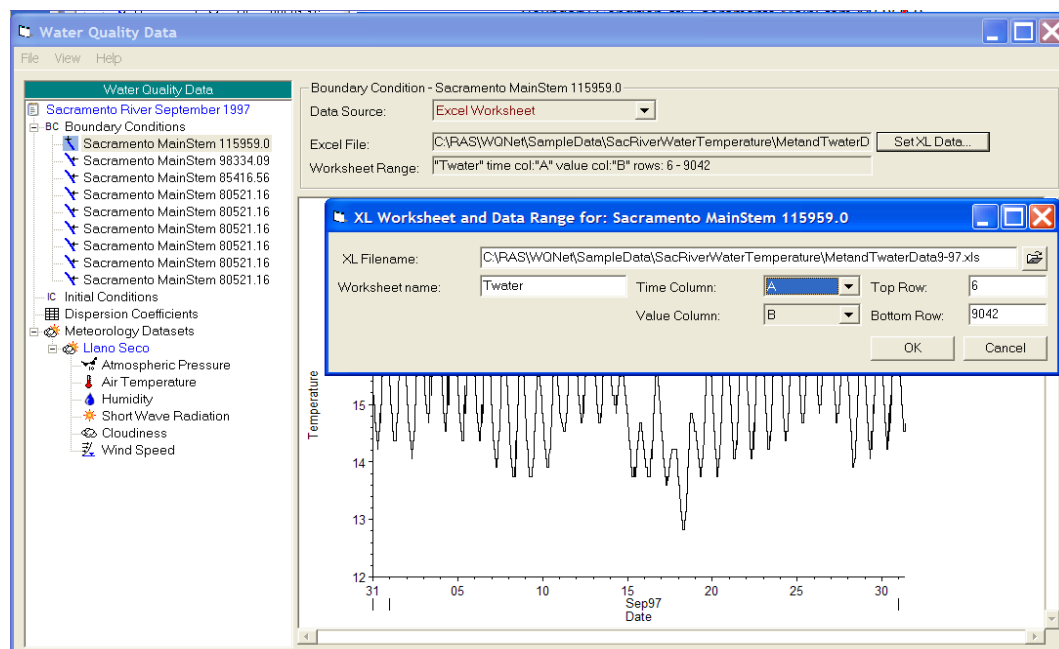 Water Quality Data
File View Help
Water Quality Data
Sacramento River September 1997
BC Boundary Conditions
Sacramento MainStem 115959.0
Sacramento MainStem 98334.09
Sacramento MainStem 85416.56
Sacramento MainStem 80521.16
Sacramento MainStem 80521.16
Sacramento MainStem 80521.16
Sacramento MainStem 80521.16
Sacramento MainStem 80521.16
Sacramento MainStem 80521.16
IC Initial Conditions
Dispersion Coefficients
Meteorology Datasets
Llano Seco
Atmospheric Pressure
Air Temperature
Humidity
Short Wave Radiation
Cloudiness
Wind Speed
Boundary Condition - Sacramento MainStem 115959.0
Data Source: Excel Worksheet
Excel File: C:\RAS\WQNet\SampleData\SacRiverWaterTemperature\MetandTwaterD Set XL Data...
Worksheet Range: "Twater" time col:"A" value col:"B" rows: 6 - 9042
XL Worksheet and Data Range for: Sacramento MainStem 115959.0
XL Filename: C:\RAS\WQNet\SampleData\SacRiverWaterTemperature\MetandTwaterData9-97.xls
Worksheet name: Twater Time Column: A Top Row: 6
Value Column: B Bottom Row: 9042
OK Cancel
Temperature
15
14
13
12
31 05 10 15 20 25 30
Sep97
Date